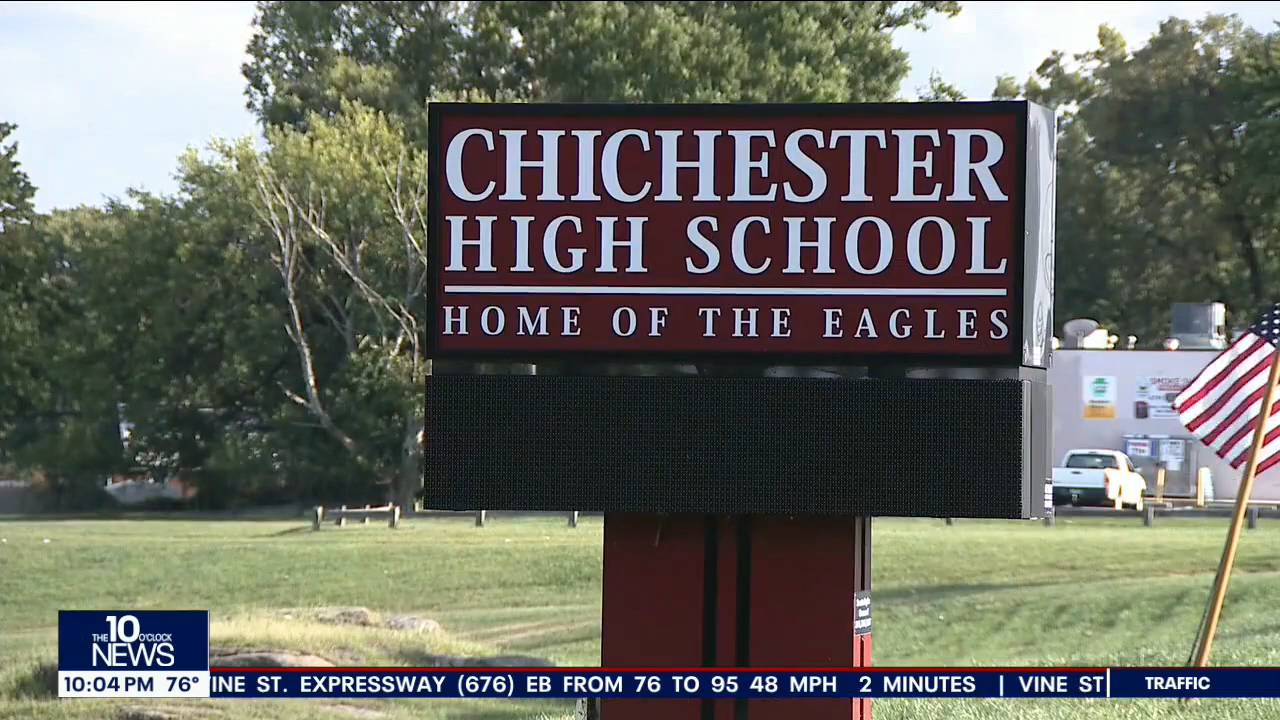 CHICHESTER
HIGH SCHOOL
HOME OF THE EAGLES
THE 10 O'CLOCK
NEWS
10:04 PM 76°
INE ST. EXPRESSWAY (676) EB FROM 76 TO 95 48 MPH 2 MINUTES | VINE ST
TRAFFIC